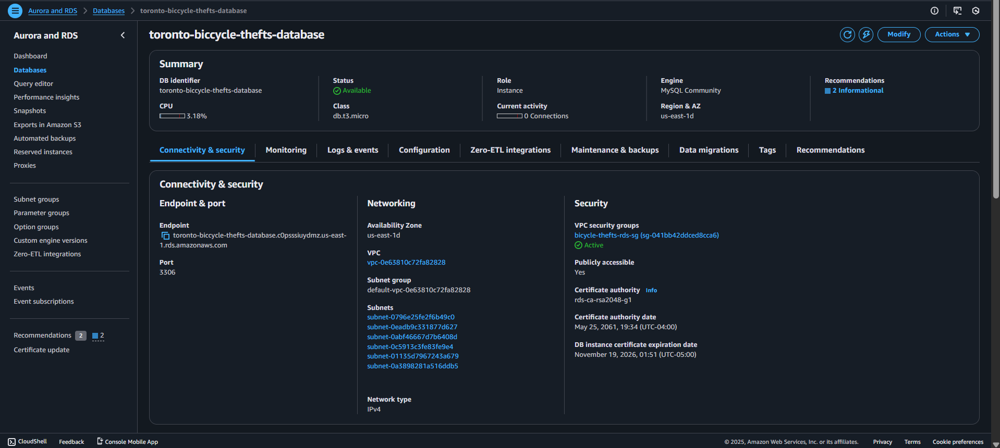 Aurora and RDS > Databases > toronto-biccycle-thefts-database
Aurora and RDS
Dashboard
Databases
Query editor
Performance insights
Snapshots
Exports in Amazon S3
Automated backups
Reserved instances
Proxies
Subnet groups
Parameter groups
Option groups
Custom engine versions
Zero-ETL integrations
Events
Event subscriptions
Recommendations 2 2
Certificate update
toronto-biccycle-thefts-database
Modify
Actions
Summary
DB identifier
toronto-biccycle-thefts-database
CPU
3.18%
Status
Available
Class
db.t3.micro
Role
Instance
Current activity
0 Connections
Engine
MySQL Community
Region & AZ
us-east-1d
Recommendations
2 Informational
Connectivity & security
Monitoring
Logs & events
Configuration
Zero-ETL integrations
Maintenance & backups
Data migrations
Tags
Recommendations
Connectivity & security
Endpoint & port
Endpoint
toronto-biccycle-thefts-database.c0psssiuydmz.us-east-
1.rds.amazonaws.com
Port
3306
Networking
Availability Zone
us-east-1d
VPC
vpc-0e63810c72fa82828
Subnet group
default-vpc-0e63810c72fa82828
Subnets
subnet-0796e25fe2f6b49c0
subnet-0eadb9c331877d627
subnet-0abf46667d7b6408d
subnet-0c5913c3fe83fe9e4
subnet-01135d7967243a679
subnet-0a3898281a516ddb5
Network type
IPv4
Security
VPC security groups
bicycle-thefts-rds-sg (sg-041bb42ddced8cca6)
Active
Publicly accessible
Yes
Certificate authority Info
rds-ca-rsa2048-g1
Certificate authority date
May 25, 2061, 19:34 (UTC-04:00)
DB instance certificate expiration date
November 19, 2026, 01:51 (UTC-05:00)
CloudShell
Feedback
Console Mobile App
© 2025, Amazon Web Services, Inc. or its affiliates.
Privacy
Terms
Cookie preferences